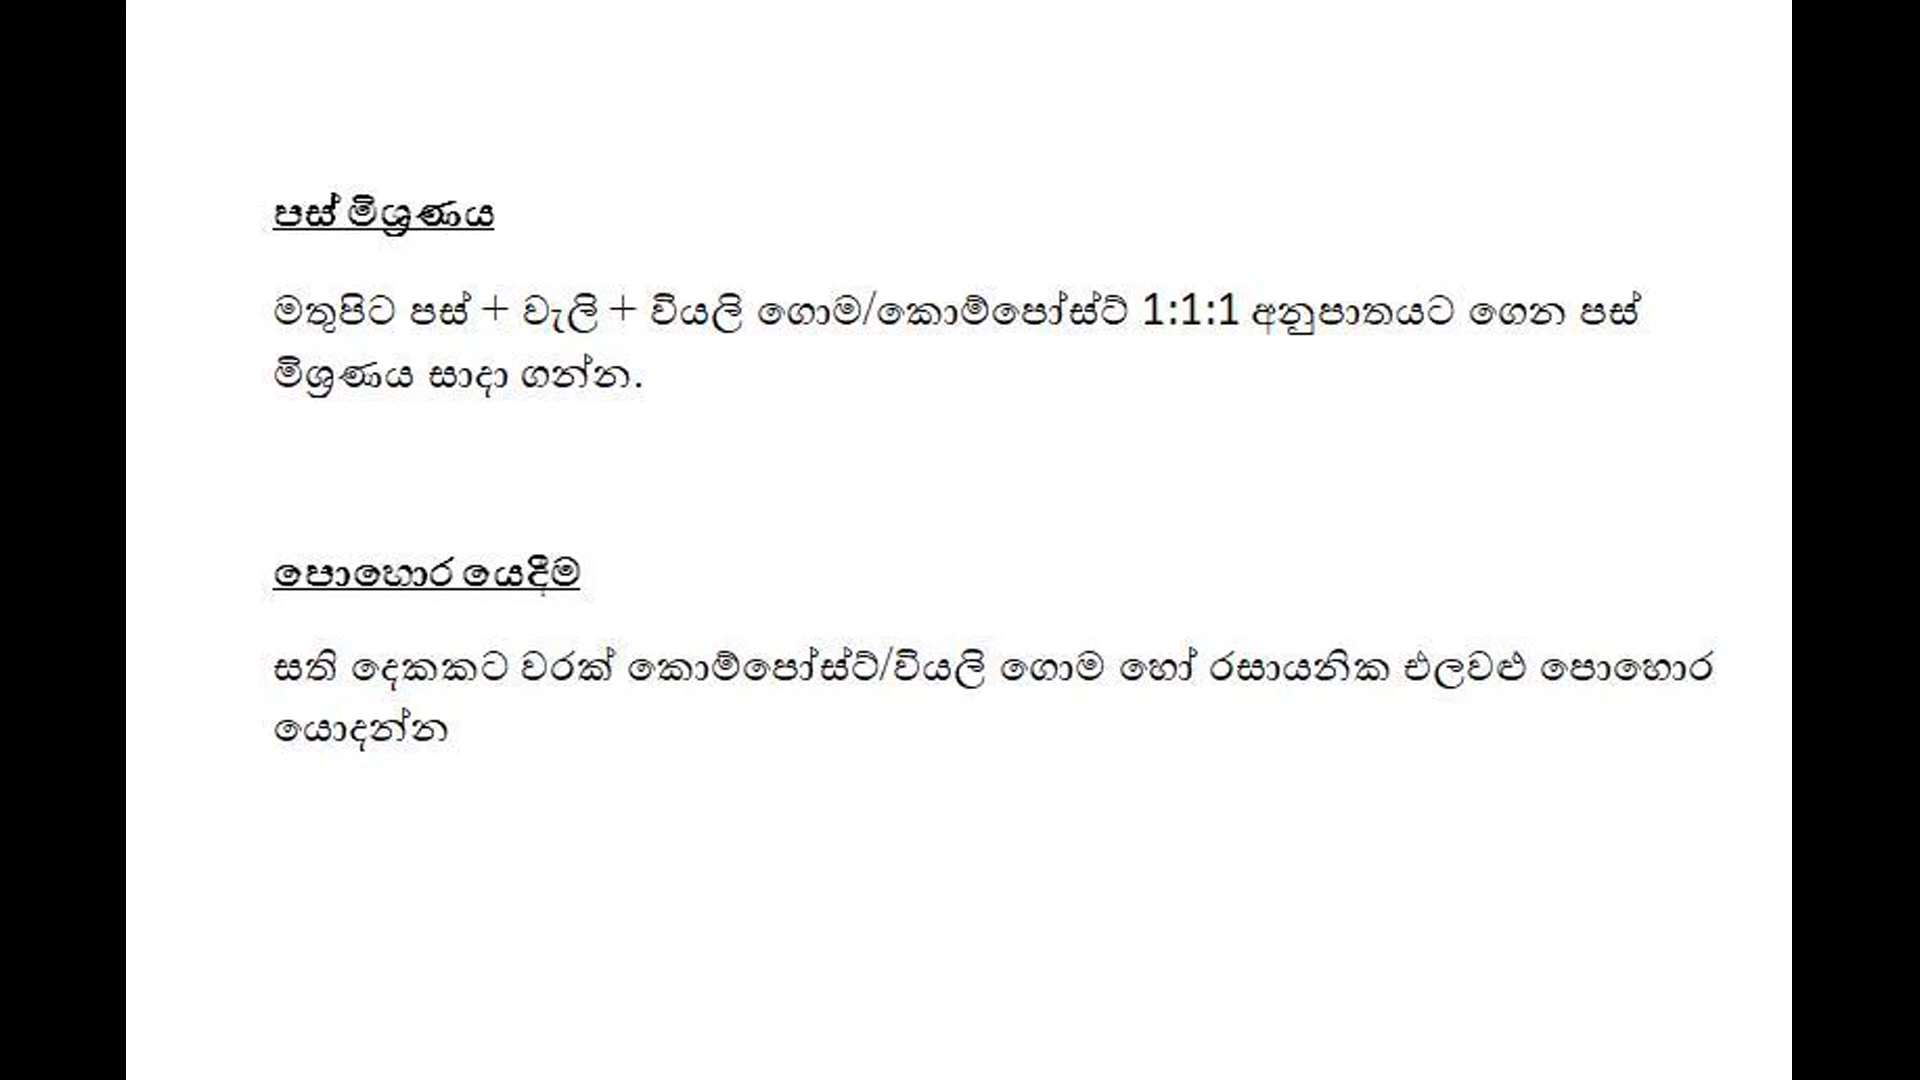 පස් මිශ්‍රණය
මතුපිට පස් + වැලි + වියලි ගොම/කොම්පෝස්ට් 1:1:1 අනුපාතයට ගෙන පස්
මිශ්‍රණය සාදා ගන්න.
පොහොර යෙදීම
සති දෙකකට වරක් කොම්පෝස්ට්/වියලි ගොම හෝ රසායනික එලවළු පොහොර
යොදන්න